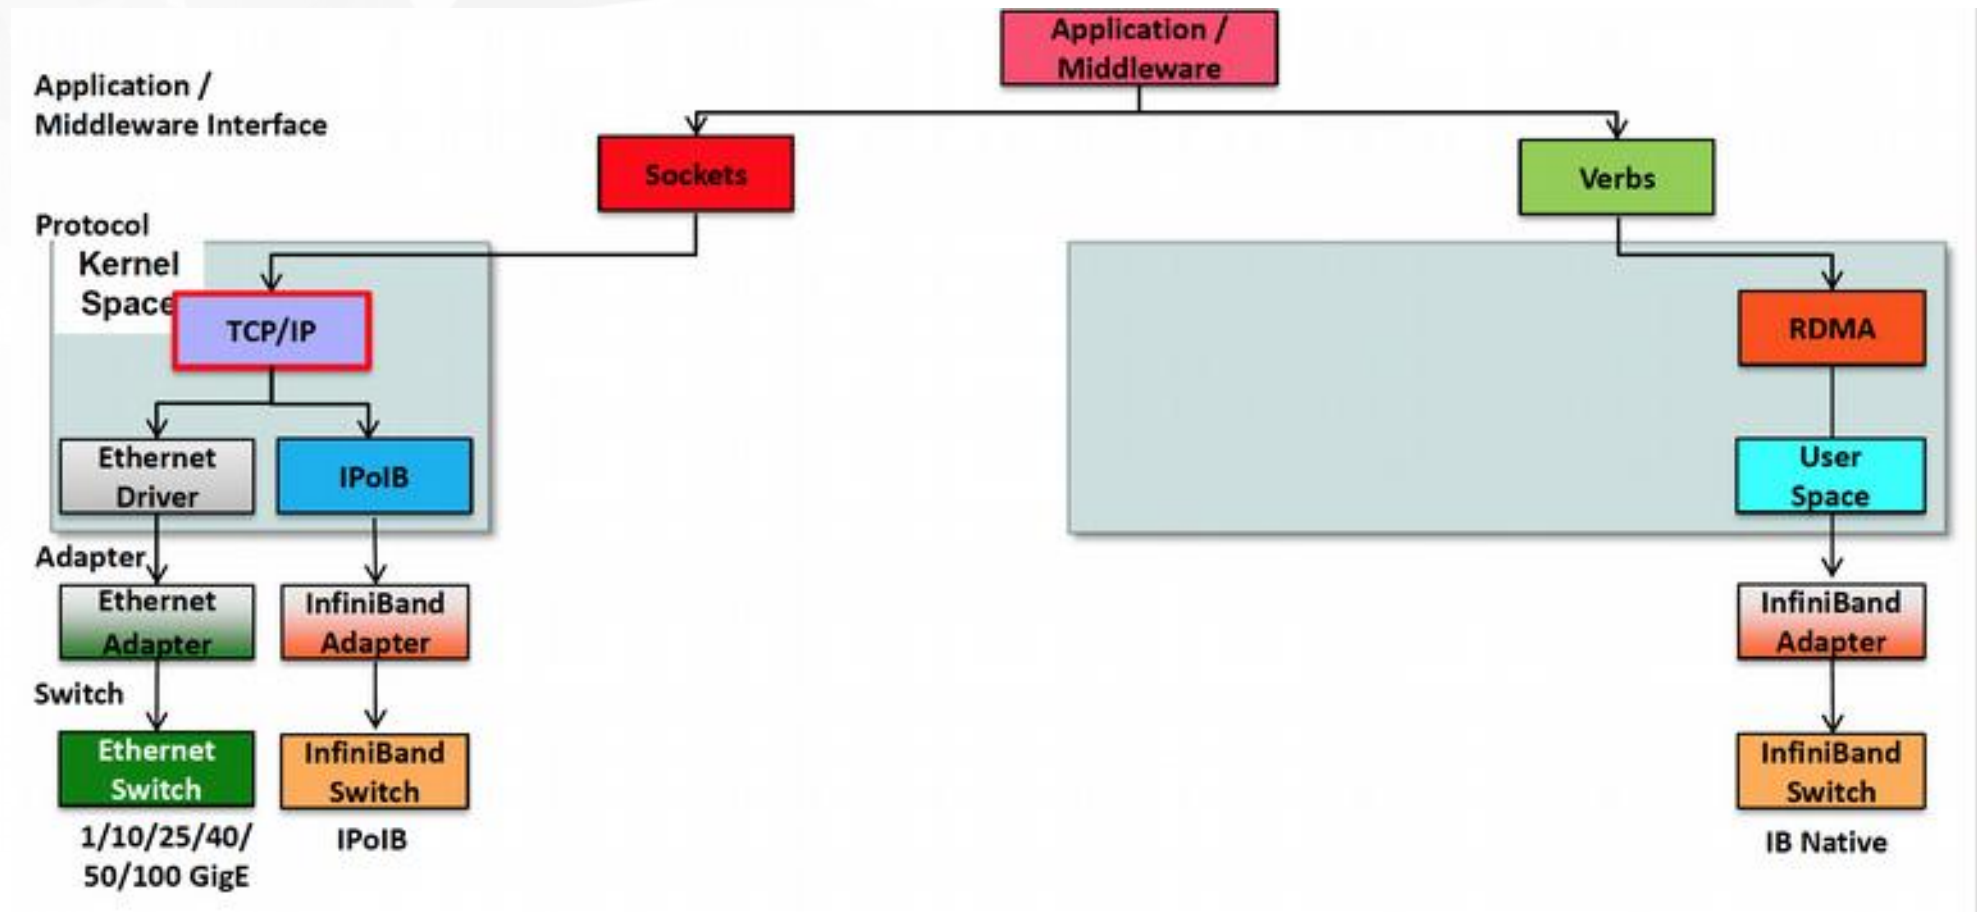 Application /
Middleware
Application /
Middleware Interface
Sockets
Verbs
Protocol
Kernel
Space
TCP/IP
RDMA
Ethernet
Driver
IPoIB
User
Space
Adapter
Ethernet
Adapter
InfiniBand
Adapter
InfiniBand
Adapter
Switch
Ethernet
Switch
InfiniBand
Switch
InfiniBand
Switch
1/10/25/40/
50/100 GigE
IPoIB
IB Native